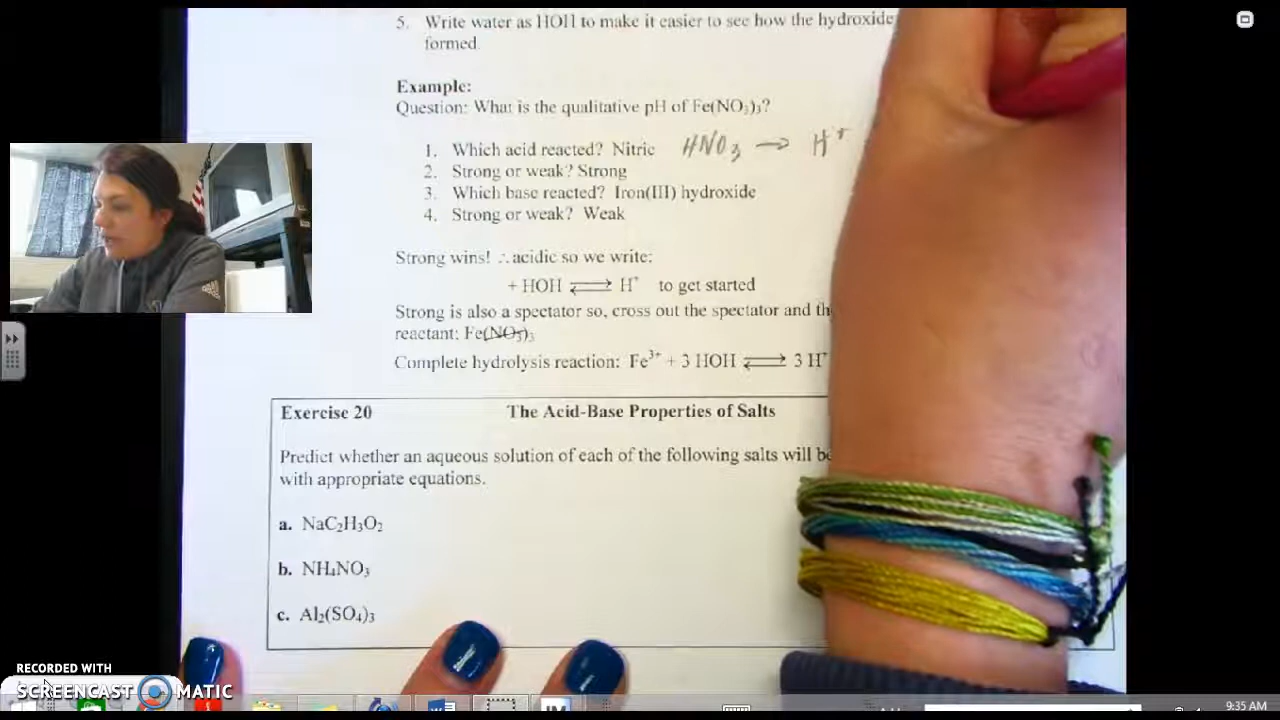 5. Write water as HOH to make it easier to see how the hydroxide
formed.
Example:
Question: What is the qualitative pH of Fe(NO₃)₃?
1. Which acid reacted? Nitric HNO₃ → H⁺
2. Strong or weak? Strong
3. Which base reacted? Iron(III) hydroxide
4. Strong or weak? Weak
Strong wins! ∴ acidic so we write:
+ HOH ⇌ H⁺ to get started
Strong is also a spectator so, cross out the spectator and
reactant: Fe(NO₃)₃
Complete hydrolysis reaction: Fe³⁺ + 3 HOH ⇌ 3 H⁺
Exercise 20 The Acid-Base Properties of Salts
Predict whether an aqueous solution of each of the following salts will
with appropriate equations.
a. NaC₂H₃O₂
b. NH₄NO₃
c. Al₂(SO₄)₃
RECORDED WITH
SCREENCAST MATIC
9:35 AM